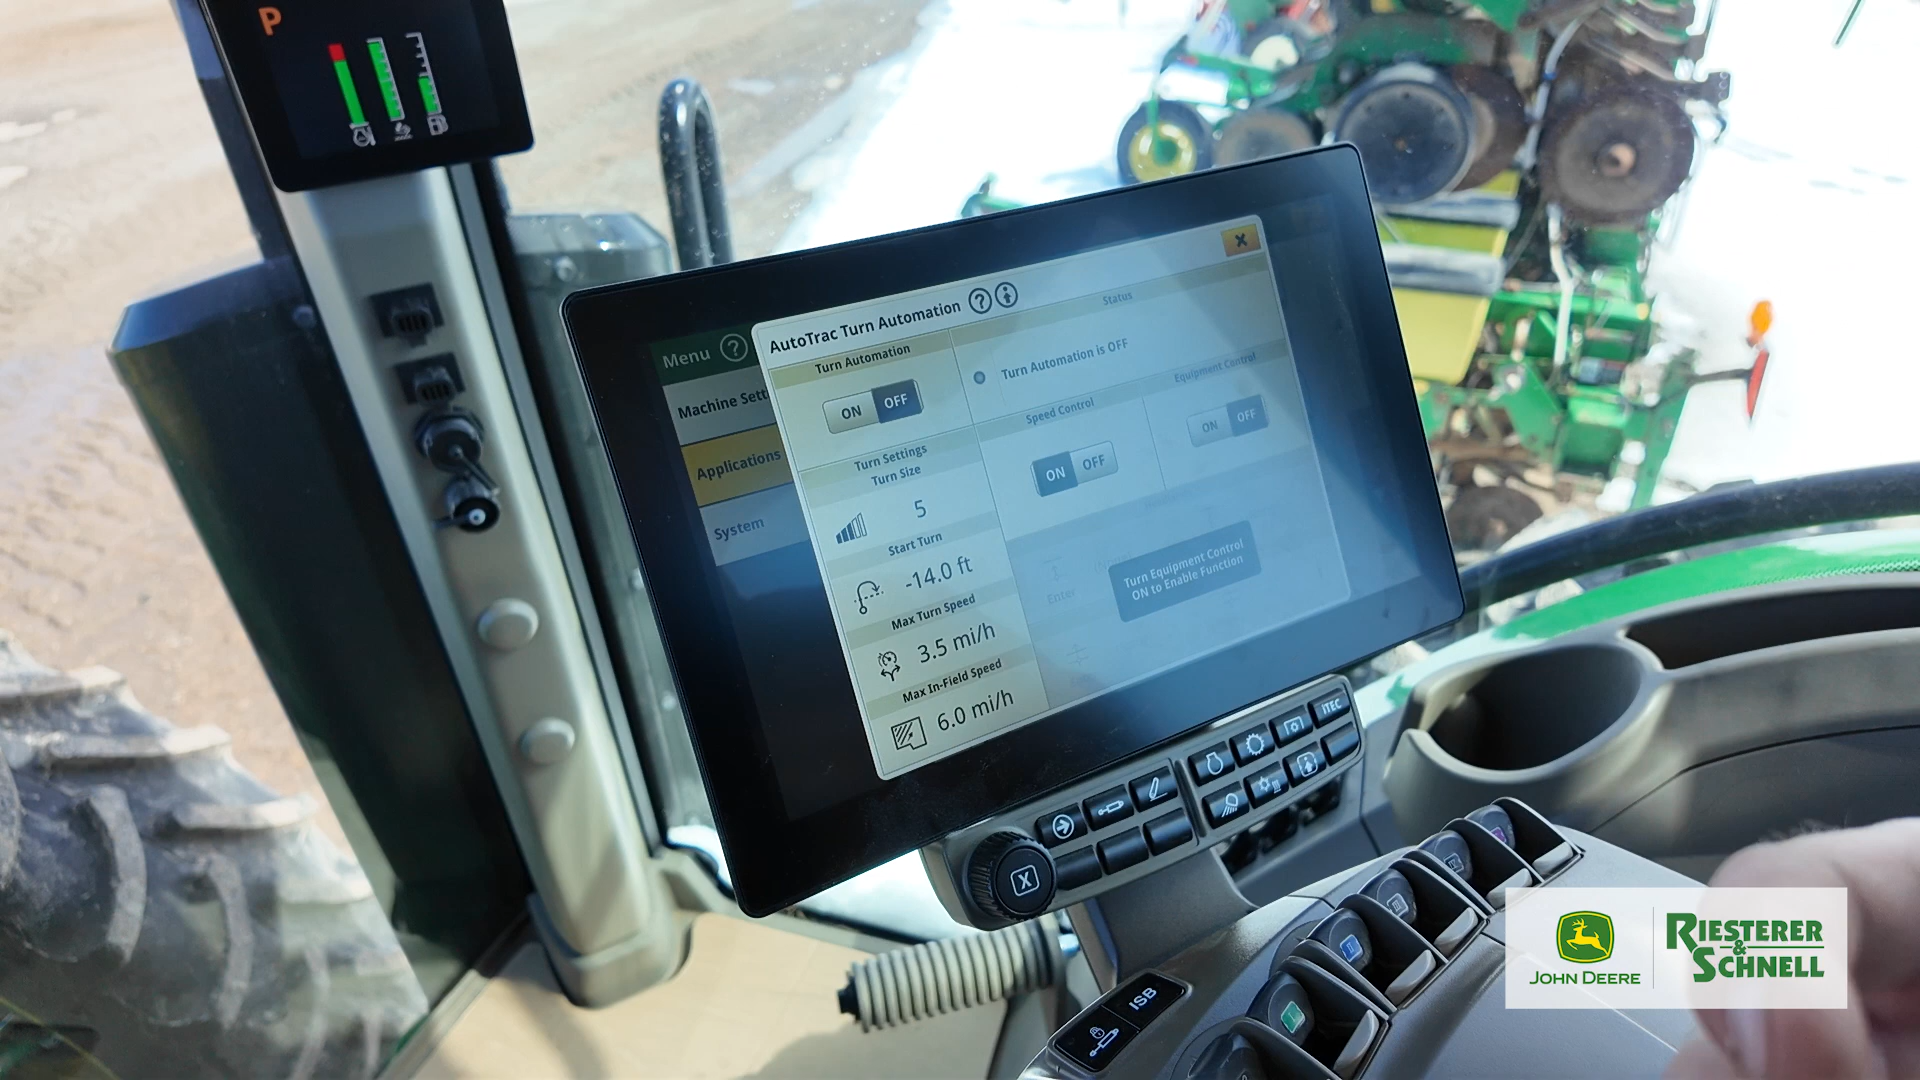 P
Menu
Machine Sett
Applications
System
AutoTrac Turn Automation
Turn Automation
ON OFF
Status
Turn Automation is OFF
Turn Settings
Turn Size
5
Start Turn
-14.0 ft
Max Turn Speed
3.5 mi/h
Max In-Field Speed
6.0 mi/h
Speed Control
ON OFF
Equipment Control
ON OFF
Turn Equipment Control
ON to Enable Function
Enter
iTEC
X
ISB
JOHN DEERE
RIESTERER
&
SCHNELL